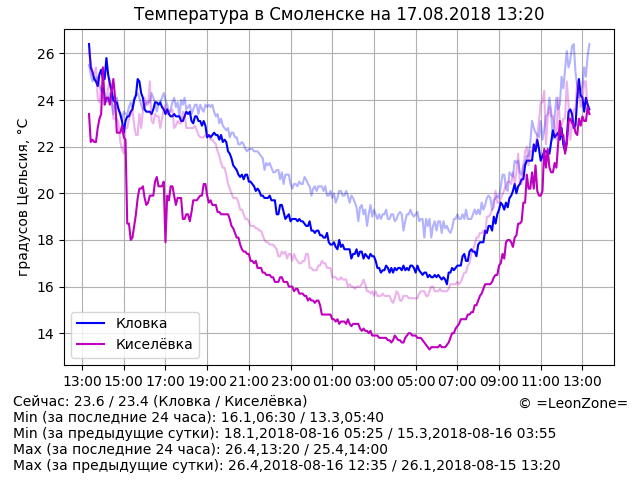 Температура в Смоленске на 17.08.2018 13:20
градусов Цельсия, °C
26
24
22
20
18
16
14
Кловка
Киселёвка
13:00 15:00 17:00 19:00 21:00 23:00 01:00 03:00 05:00 07:00 09:00 11:00 13:00
Сейчас: 23.6 / 23.4 (Кловка / Киселёвка)
© =LeonZone=
Min (за последние 24 часа): 16.1,06:30 / 13.3,05:40
Min (за предыдущие сутки): 18.1,2018-08-16 05:25 / 15.3,2018-08-16 03:55
Max (за последние 24 часа): 26.4,13:20 / 25.4,14:00
Max (за предыдущие сутки): 26.4,2018-08-16 12:35 / 26.1,2018-08-15 13:20